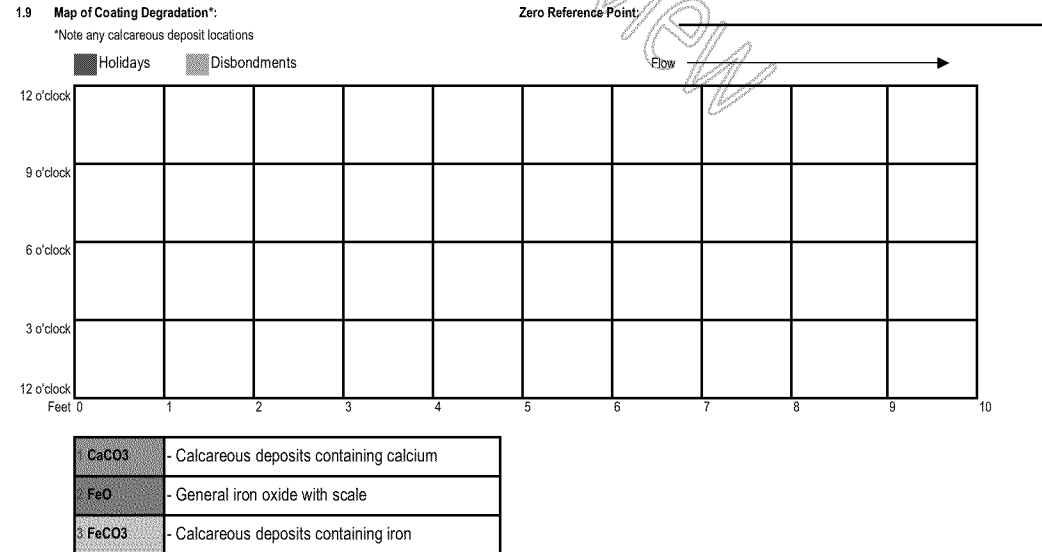 1.9 Map of Coating Degradation*: Zero Reference Point:
*Note any calcareous deposit locations
Holidays Disbondments Flow
12 o'clock
9 o'clock
6 o'clock
3 o'clock
12 o'clock
Feet 0 1 2 3 4 5 6 7 8 9 10
1 CaCO3 - Calcareous deposits containing calcium
2 FeO - General iron oxide with scale
3 FeCO3 - Calcareous deposits containing iron